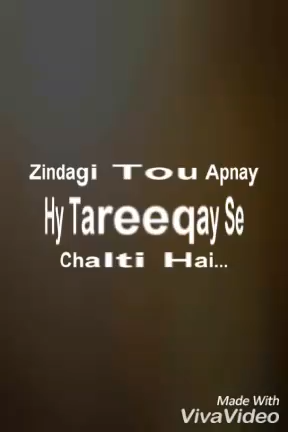 Zindagi Tou Apnay
Hy Tareeqay Se
Chalti Hai...
Made With
VivaVideo